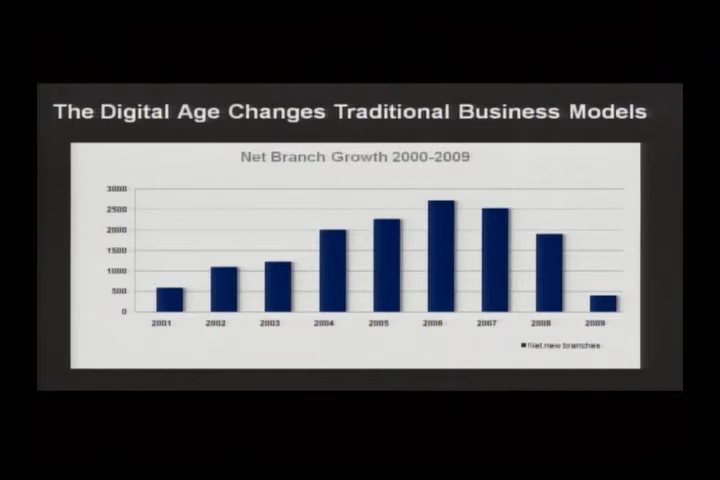 The Digital Age Changes Traditional Business Models
Net Branch Growth 2000-2009
3000
2500
2000
1500
1000
500
0
2001 2002 2003 2004 2005 2006 2007 2008 2009
Net new branches